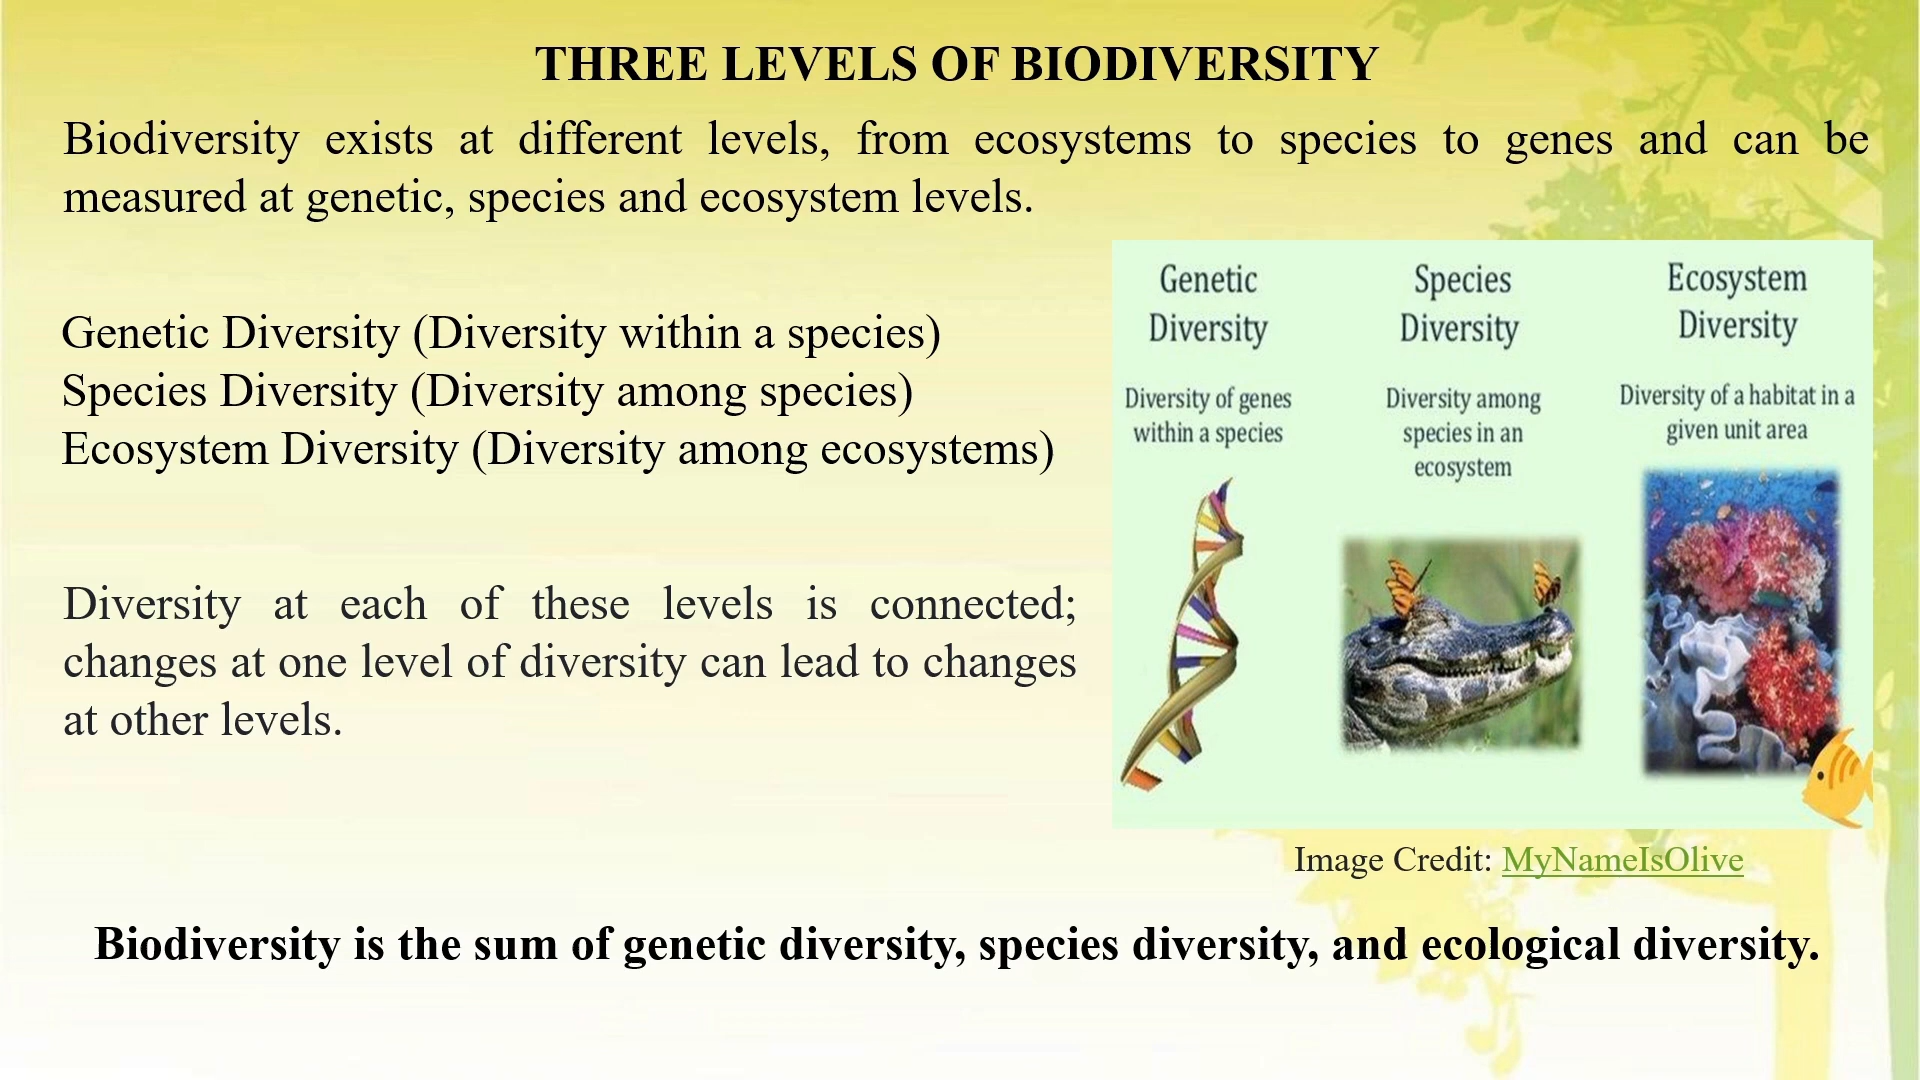 THREE LEVELS OF BIODIVERSITY
Biodiversity exists at different levels, from ecosystems to species to genes and can be
measured at genetic, species and ecosystem levels.
Genetic Diversity (Diversity within a species)
Species Diversity (Diversity among species)
Ecosystem Diversity (Diversity among ecosystems)
Diversity at each of these levels is connected;
changes at one level of diversity can lead to changes
at other levels.
Genetic
Diversity
Diversity of genes
within a species
Species
Diversity
Diversity among
species in an
ecosystem
Ecosystem
Diversity
Diversity of a habitat in a
given unit area
Image Credit: MyNameIsOlive
Biodiversity is the sum of genetic diversity, species diversity, and ecological diversity.